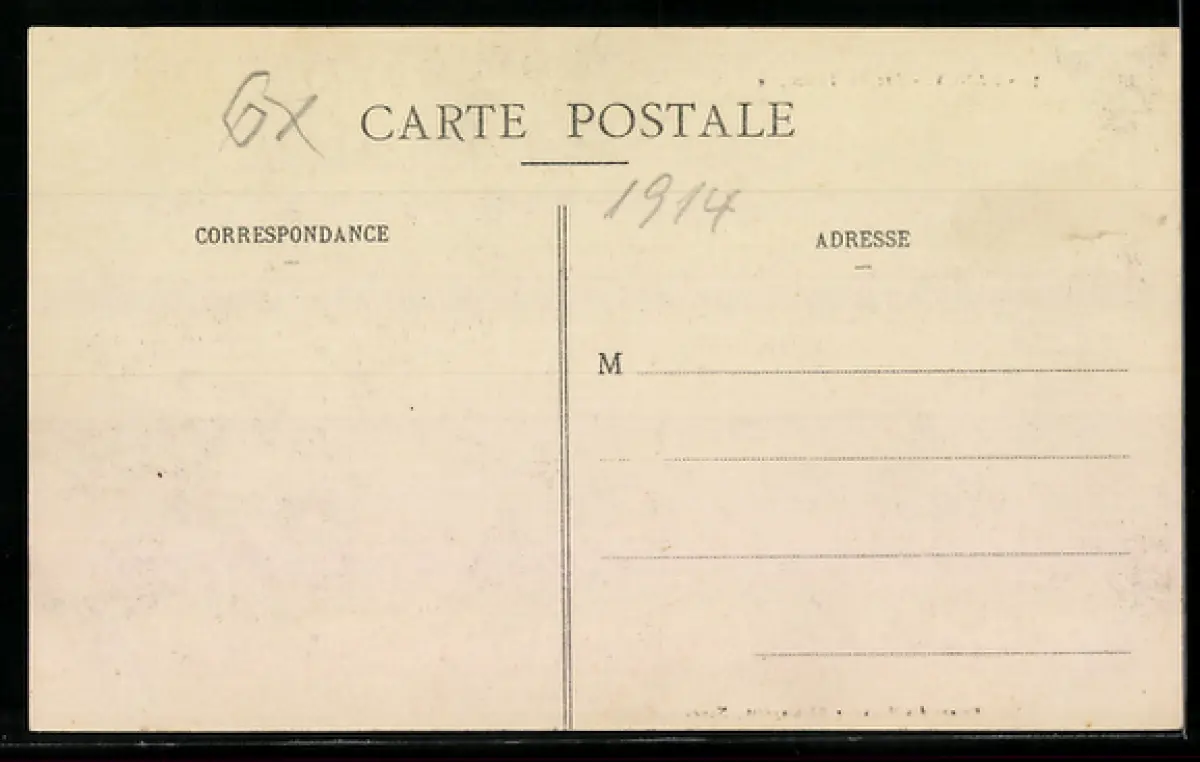 6x
CARTE POSTALE
1914
CORRESPONDANCE
ADRESSE
M